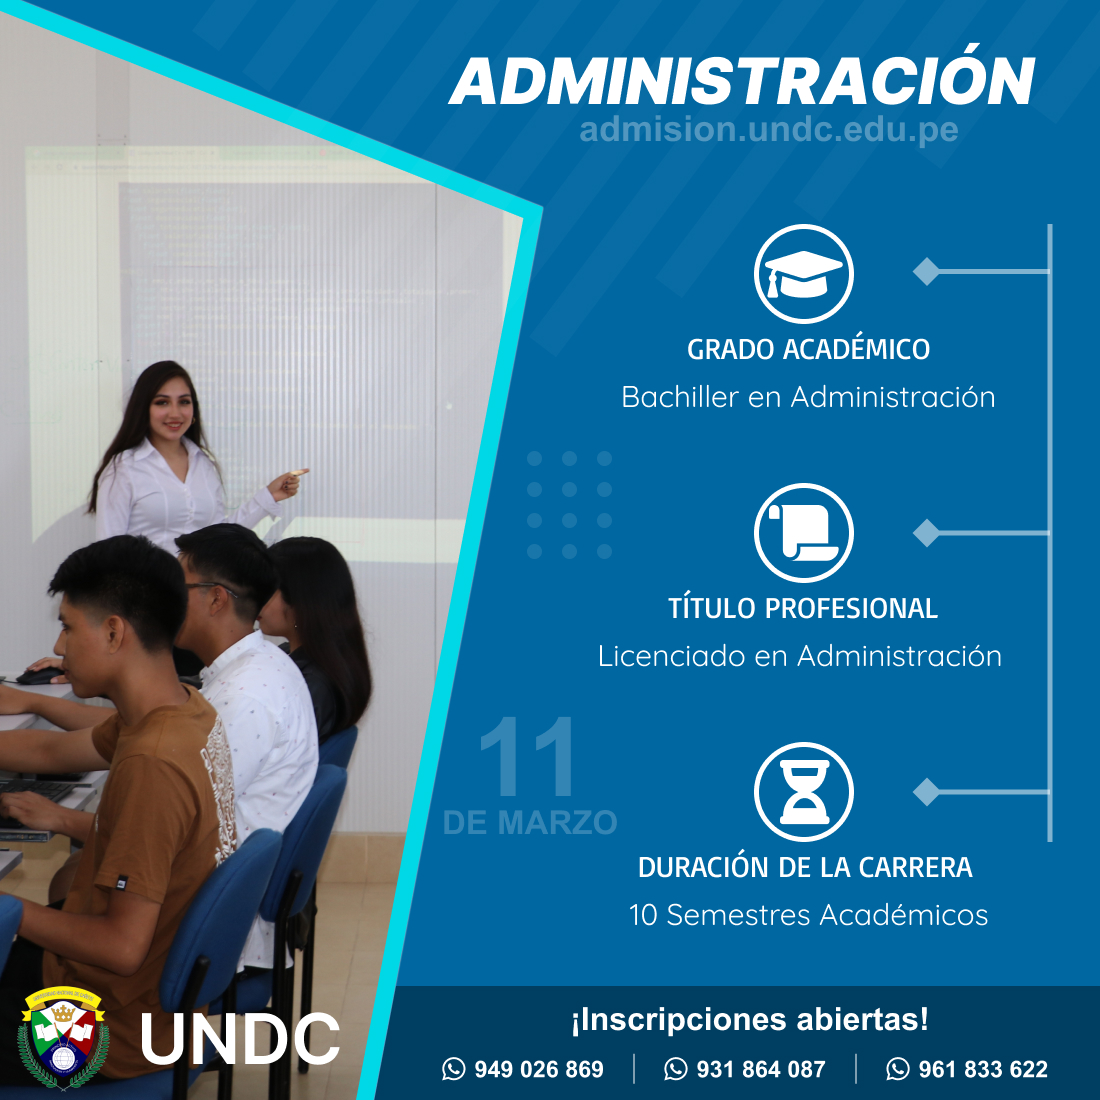 ADMINISTRACIÓN
admision.undc.edu.pe
GRADO ACADÉMICO
Bachiller en Administración
TÍTULO PROFESIONAL
Licenciado en Administración
11
DE MARZO
DURACIÓN DE LA CARRERA
10 Semestres Académicos
UNDC
¡Inscripciones abiertas!
949 026 869
931 864 087
961 833 622